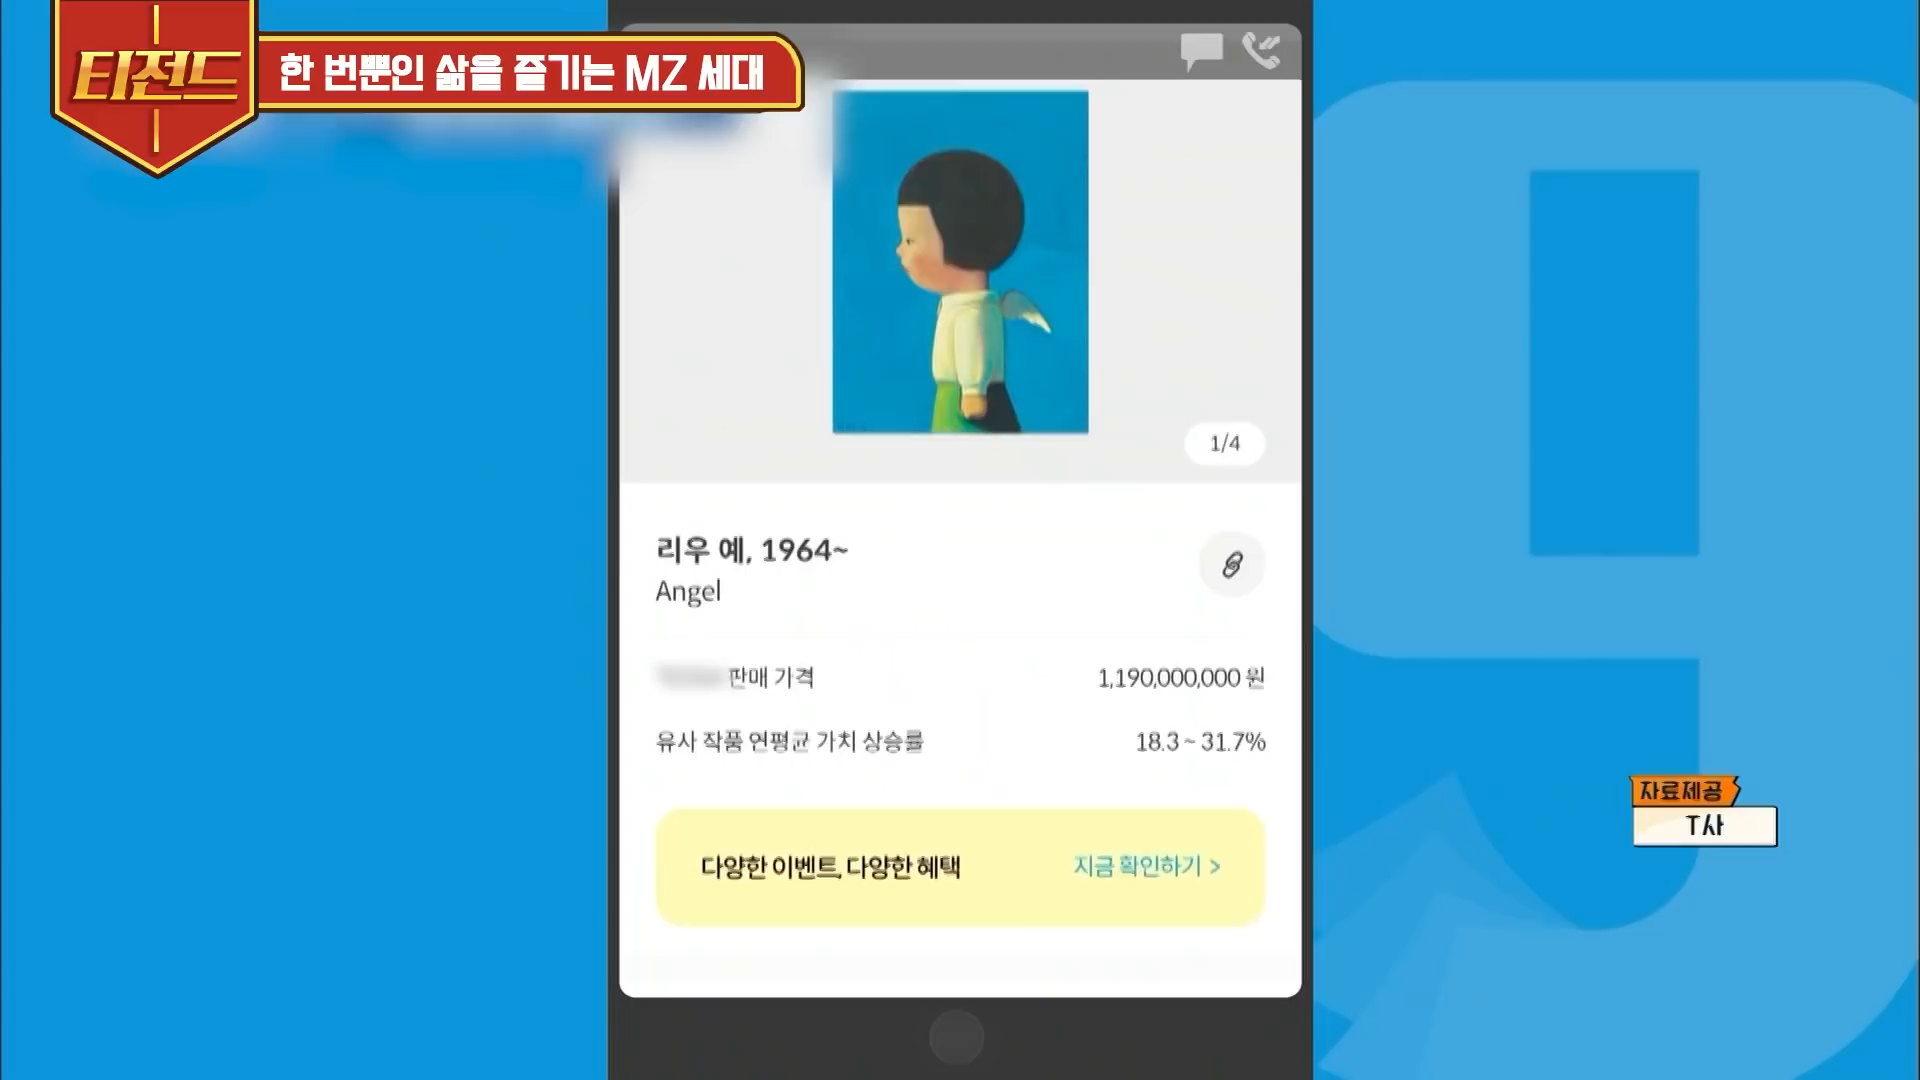 티전드
한 번뿐인 삶을 즐기는 MZ 세대
1/4
리우 예, 1964~
Angel
판매 가격
1,190,000,000 원
유사 작품 연평균 가치 상승률
18.3 ~ 31.7%
다양한 이벤트, 다양한 혜택
지금 확인하기 >
자료제공
T사